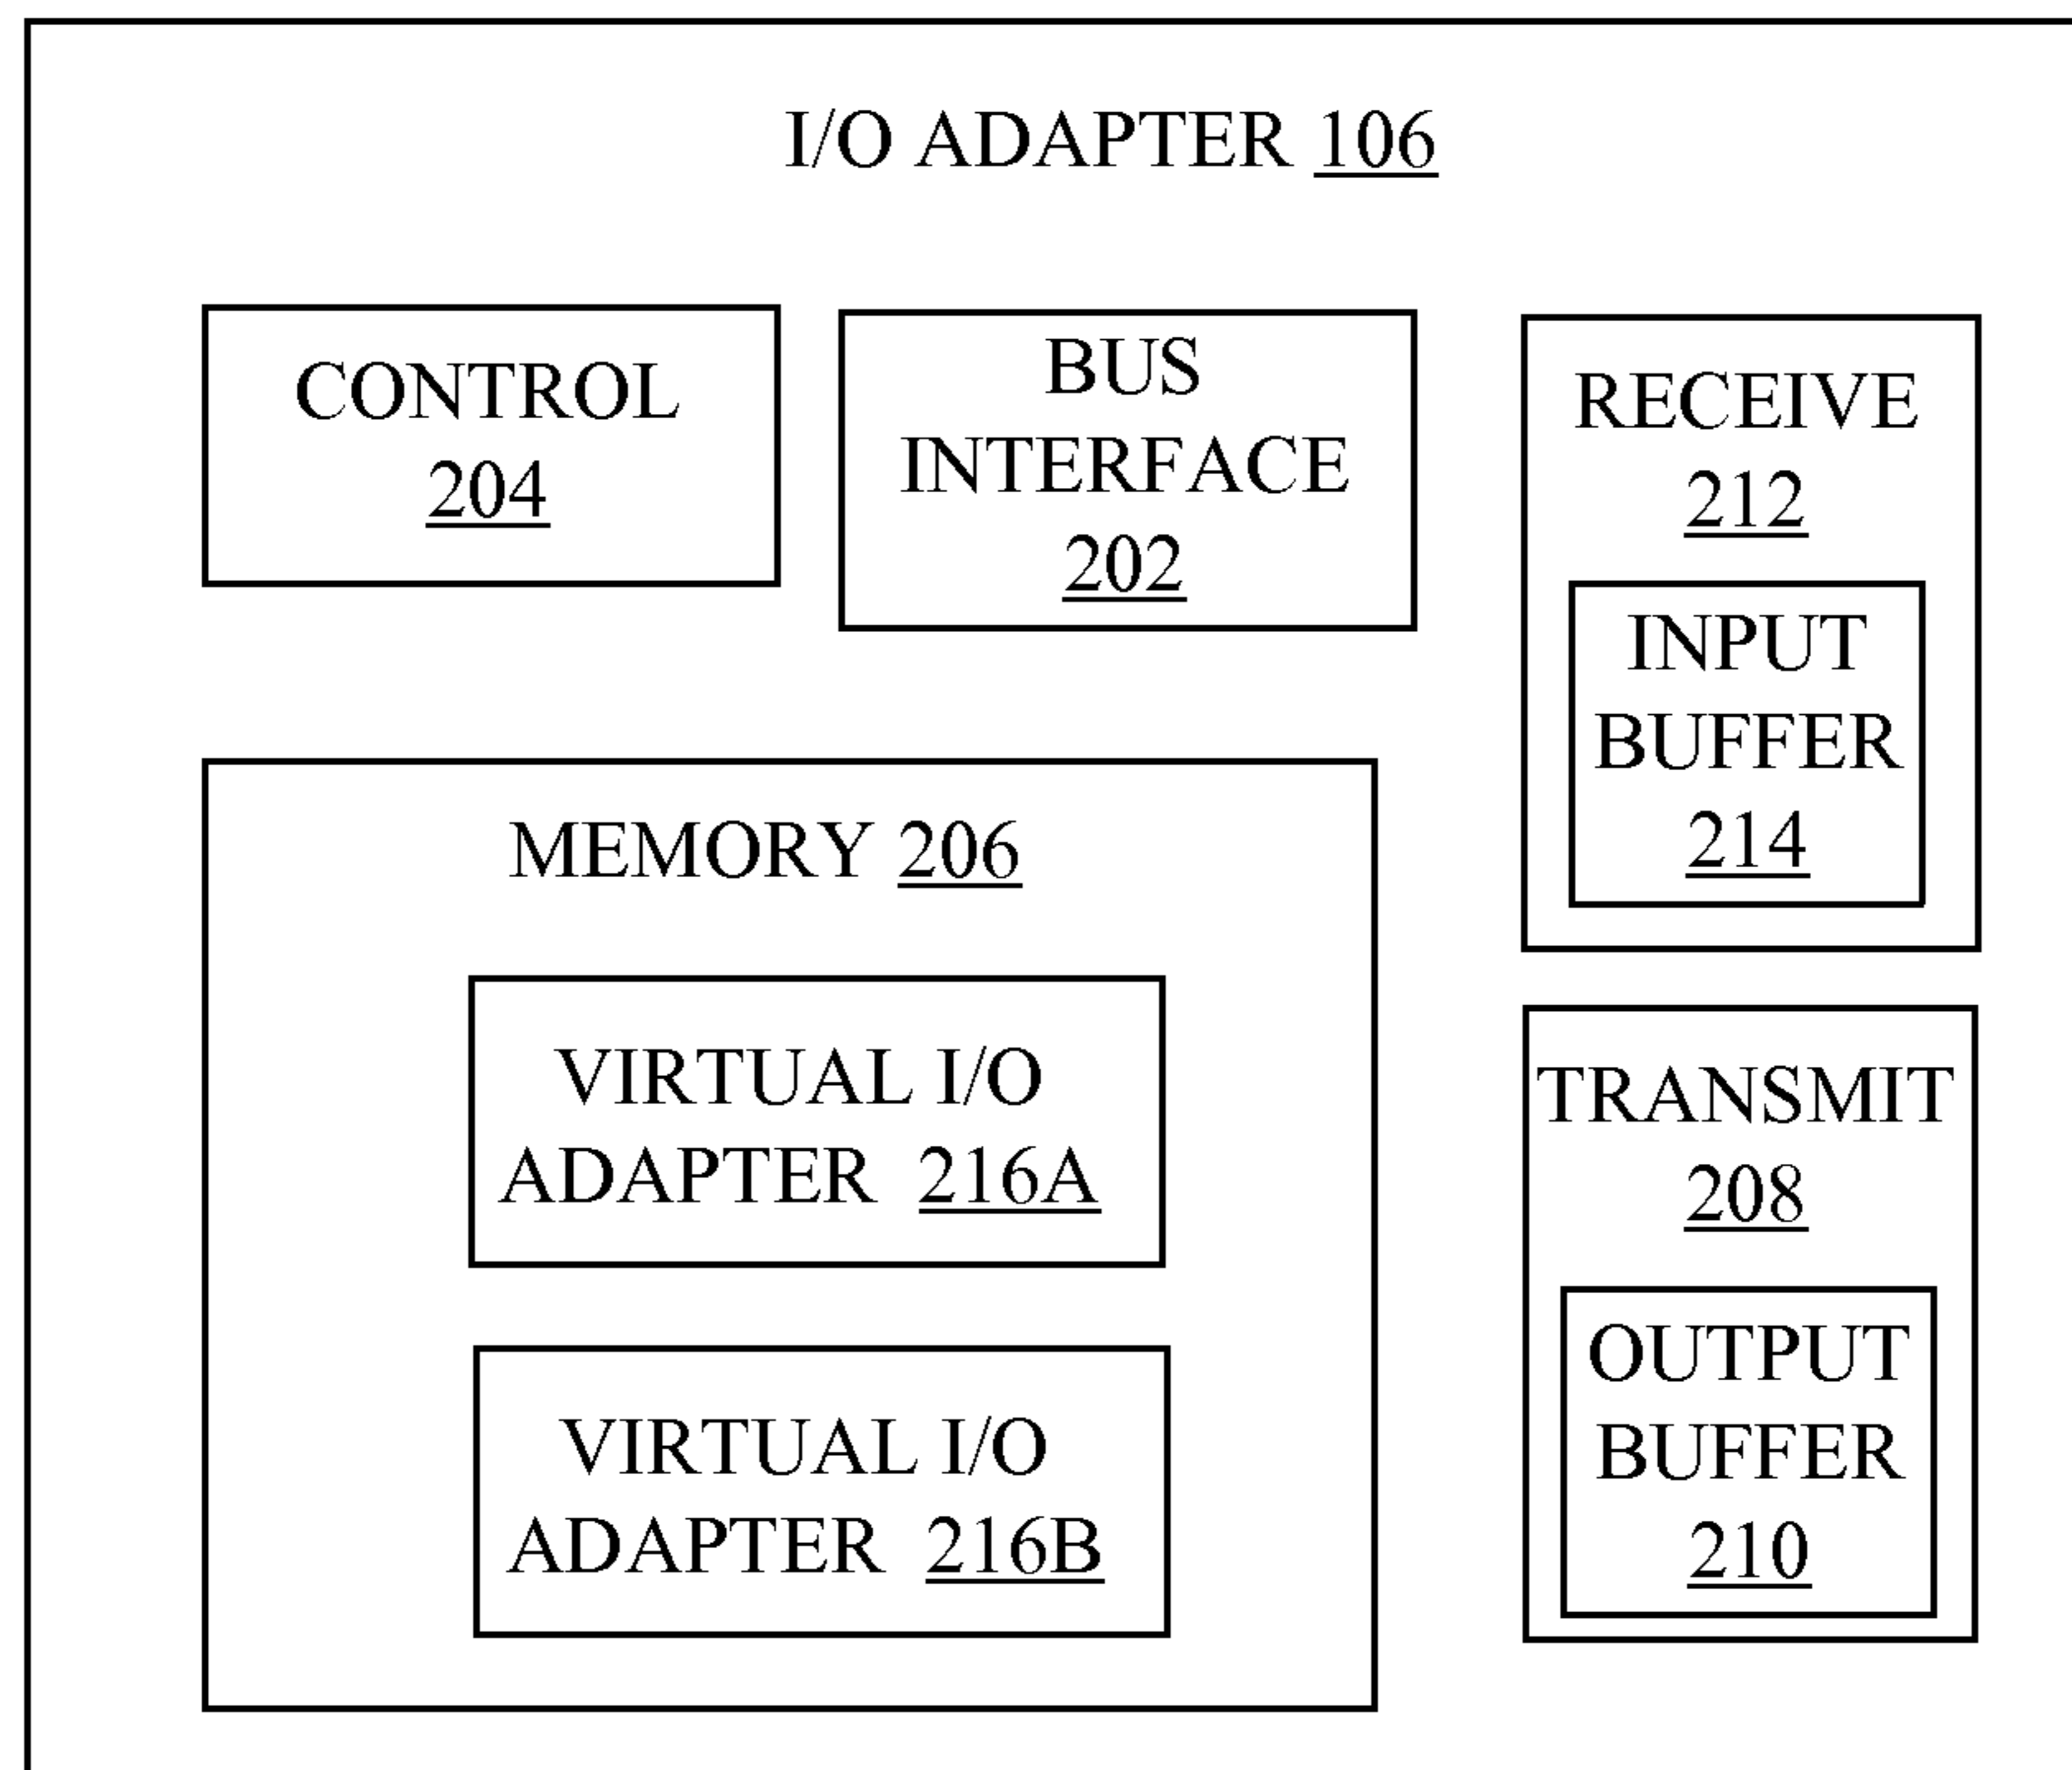 I/O ADAPTER 106
CONTROL
204
BUS
INTERFACE
202
RECEIVE
212
INPUT
BUFFER
214
MEMORY 206
VIRTUAL I/O
ADAPTER 216A
VIRTUAL I/O
ADAPTER 216B
TRANSMIT
208
OUTPUT
BUFFER
210